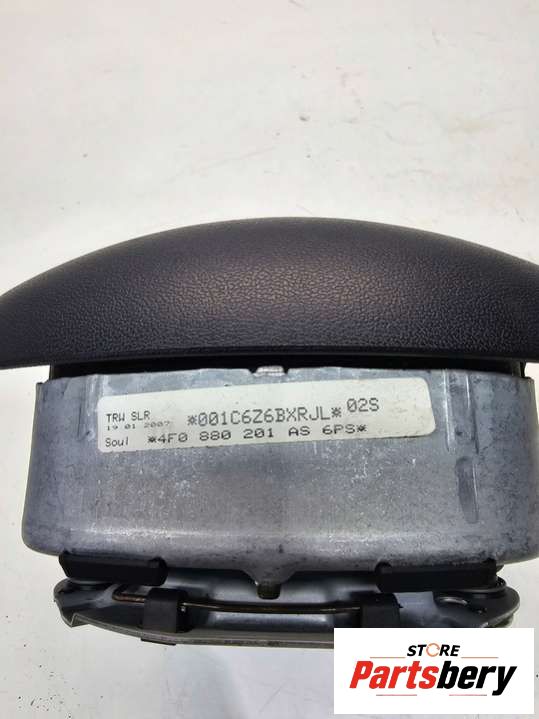 TRW SLR *001C6Z6BXRJL* 02S
19 01 2007
Soul *4F0 880 201 AS 6PS*
STORE
Partsbery